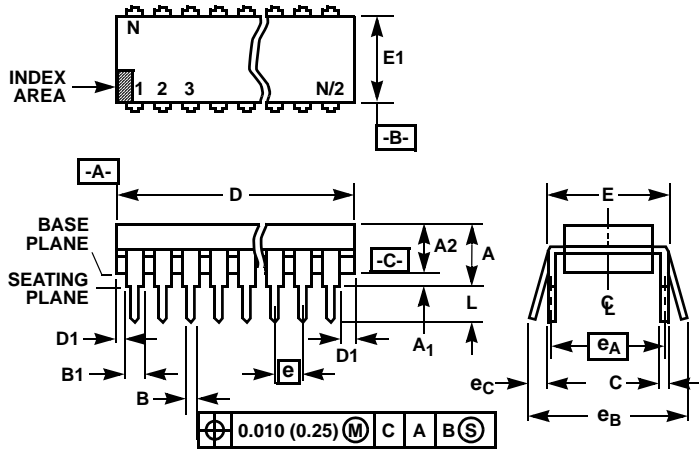 N
E1
INDEX
AREA
1 2 3 N/2
-B-
-A-
D
E
BASE
PLANE
A2
A
-C-
SEATING
PLANE
L
C
L
D1
A1
D1
eA
B1
e
eC
C
B
eB
0.010 (0.25) M C A B S